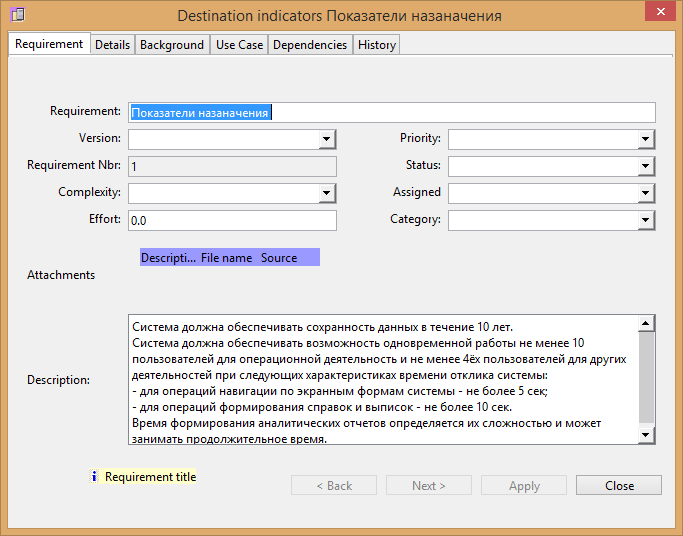 Destination indicators Показатели назаначения
Requirement Details Background Use Case Dependencies History
Requirement: Показатели назаначения
Version: Priority:
Requirement Nbr: 1 Status:
Complexity: Assigned
Effort: 0.0 Category:
Descripti... File name Source
Attachments
Система должна обеспечивать сохранность данных в течение 10 лет.
Система должна обеспечивать возможность одновременной работы не менее 10
пользователей для операционной деятельность и не менее 4ёх пользователей для других
деятельностей при следующих характеристиках времени отклика системы:
Description:
- для операций навигации по экранным формам системы - не более 5 сек;
- для операций формирования справок и выписок - не более 10 сек.
Время формирования аналитических отчетов определяется их сложностью и может
занимать продолжительное время.
i Requirement title
< Back Next > Apply Close